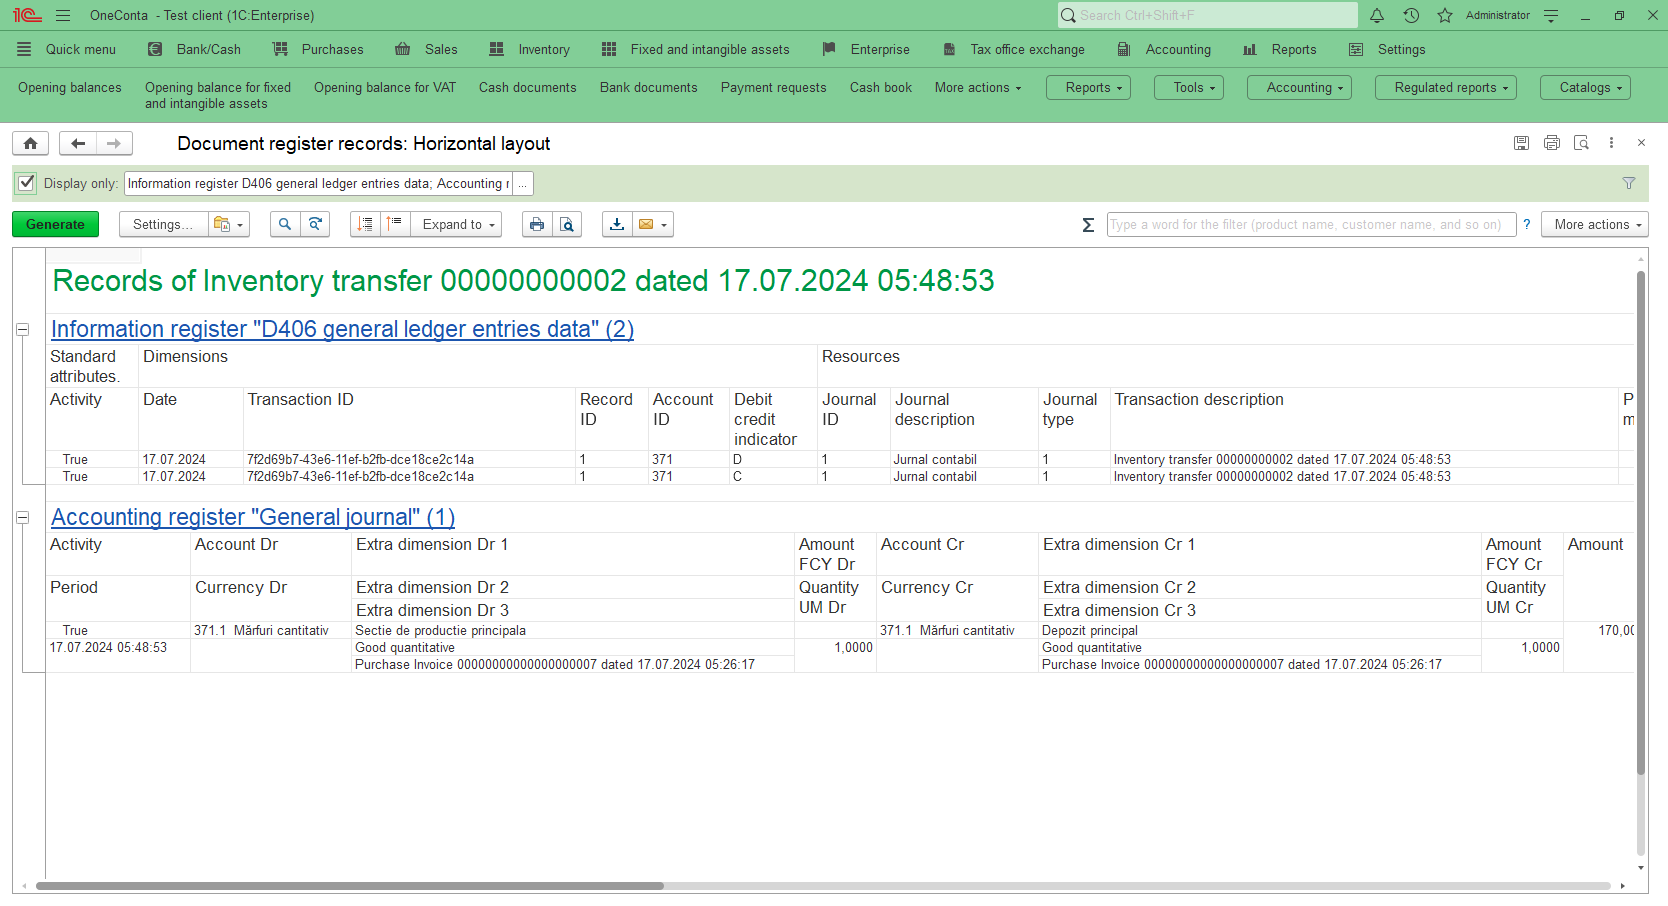 OneConta - Test client (1C:Enterprise)
Search Ctrl+Shift+F
Administrator
Quick menu
Bank/Cash
Purchases
Sales
Inventory
Fixed and intangible assets
Enterprise
Tax office exchange
Accounting
Reports
Settings
Opening balances
Opening balance for fixed
and intangible assets
Opening balance for VAT
Cash documents
Bank documents
Payment requests
Cash book
More actions
Reports
Tools
Accounting
Regulated reports
Catalogs
Document register records: Horizontal layout
Display only:
Information register D406 general ledger entries data; Accounting r
...
Generate
Settings...
Expand to
Σ
Type a word for the filter (product name, customer name, and so on)
?
More actions
Records of Inventory transfer 00000000002 dated 17.07.2024 05:48:53
Information register "D406 general ledger entries data" (2)
Standard attributes. Dimensions Resources
Activity Date Transaction ID Record ID Account ID Debit credit indicator Journal ID Journal description Journal type Transaction description P m
True 17.07.2024 7f2d69b7-43e6-11ef-b2fb-dce18ce2c14a 1 371 D 1 Jurnal contabil 1 Inventory transfer 00000000002 dated 17.07.2024 05:48:53
True 17.07.2024 7f2d69b7-43e6-11ef-b2fb-dce18ce2c14a 1 371 C 1 Jurnal contabil 1 Inventory transfer 00000000002 dated 17.07.2024 05:48:53
Accounting register "General journal" (1)
Activity Account Dr Extra dimension Dr 1 Amount FCY Dr Account Cr Extra dimension Cr 1 Amount FCY Cr Amount
Period Currency Dr Extra dimension Dr 2 Quantity UM Dr Currency Cr Extra dimension Cr 2 Quantity UM Cr
Extra dimension Dr 3 Extra dimension Cr 3
True 371.1 Mărfuri cantitativ Sectie de productie principala 371.1 Mărfuri cantitativ Depozit principal 170,00
17.07.2024 05:48:53 Good quantitative 1,0000 Good quantitative 1,0000
Purchase Invoice 00000000000000000007 dated 17.07.2024 05:26:17 Purchase Invoice 00000000000000000007 dated 17.07.2024 05:26:17